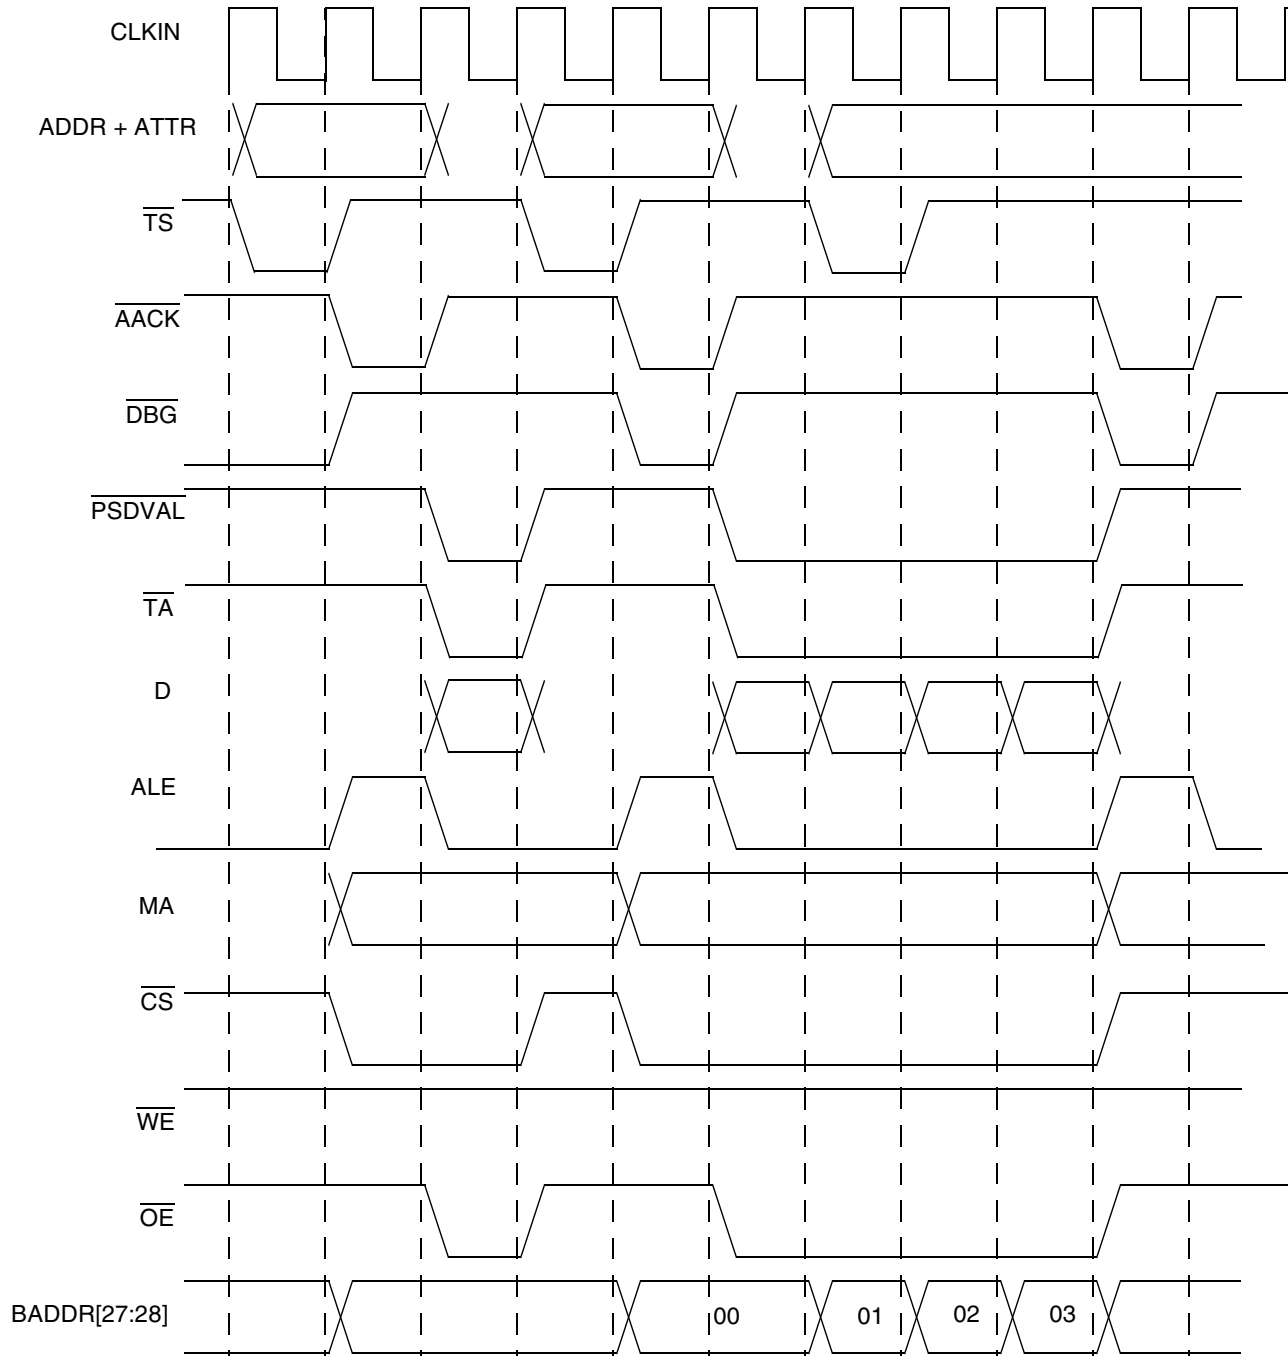 CLKIN
ADDR + ATTR
TS
AACK
DBG
PSDVAL
TA
D
ALE
MA
CS
WE
OE
BADDR[27:28] 00 01 02 03